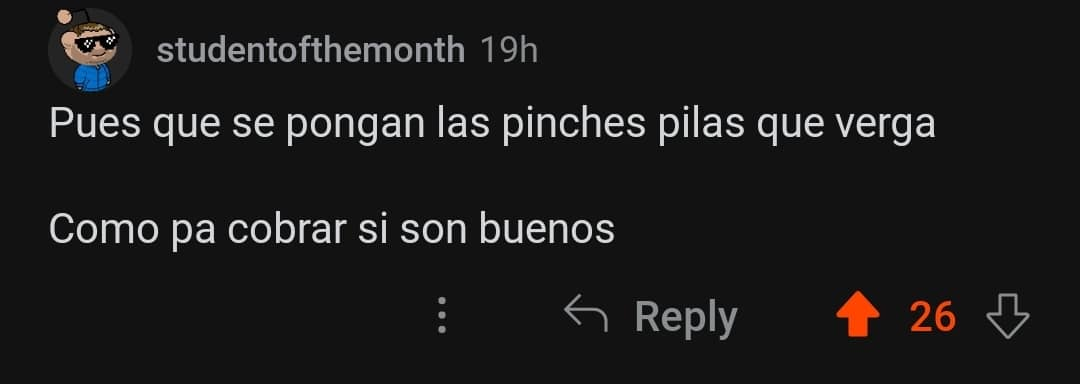 studentofthemonth 19h
Pues que se pongan las pinches pilas que verga
Como pa cobrar si son buenos
Reply 26